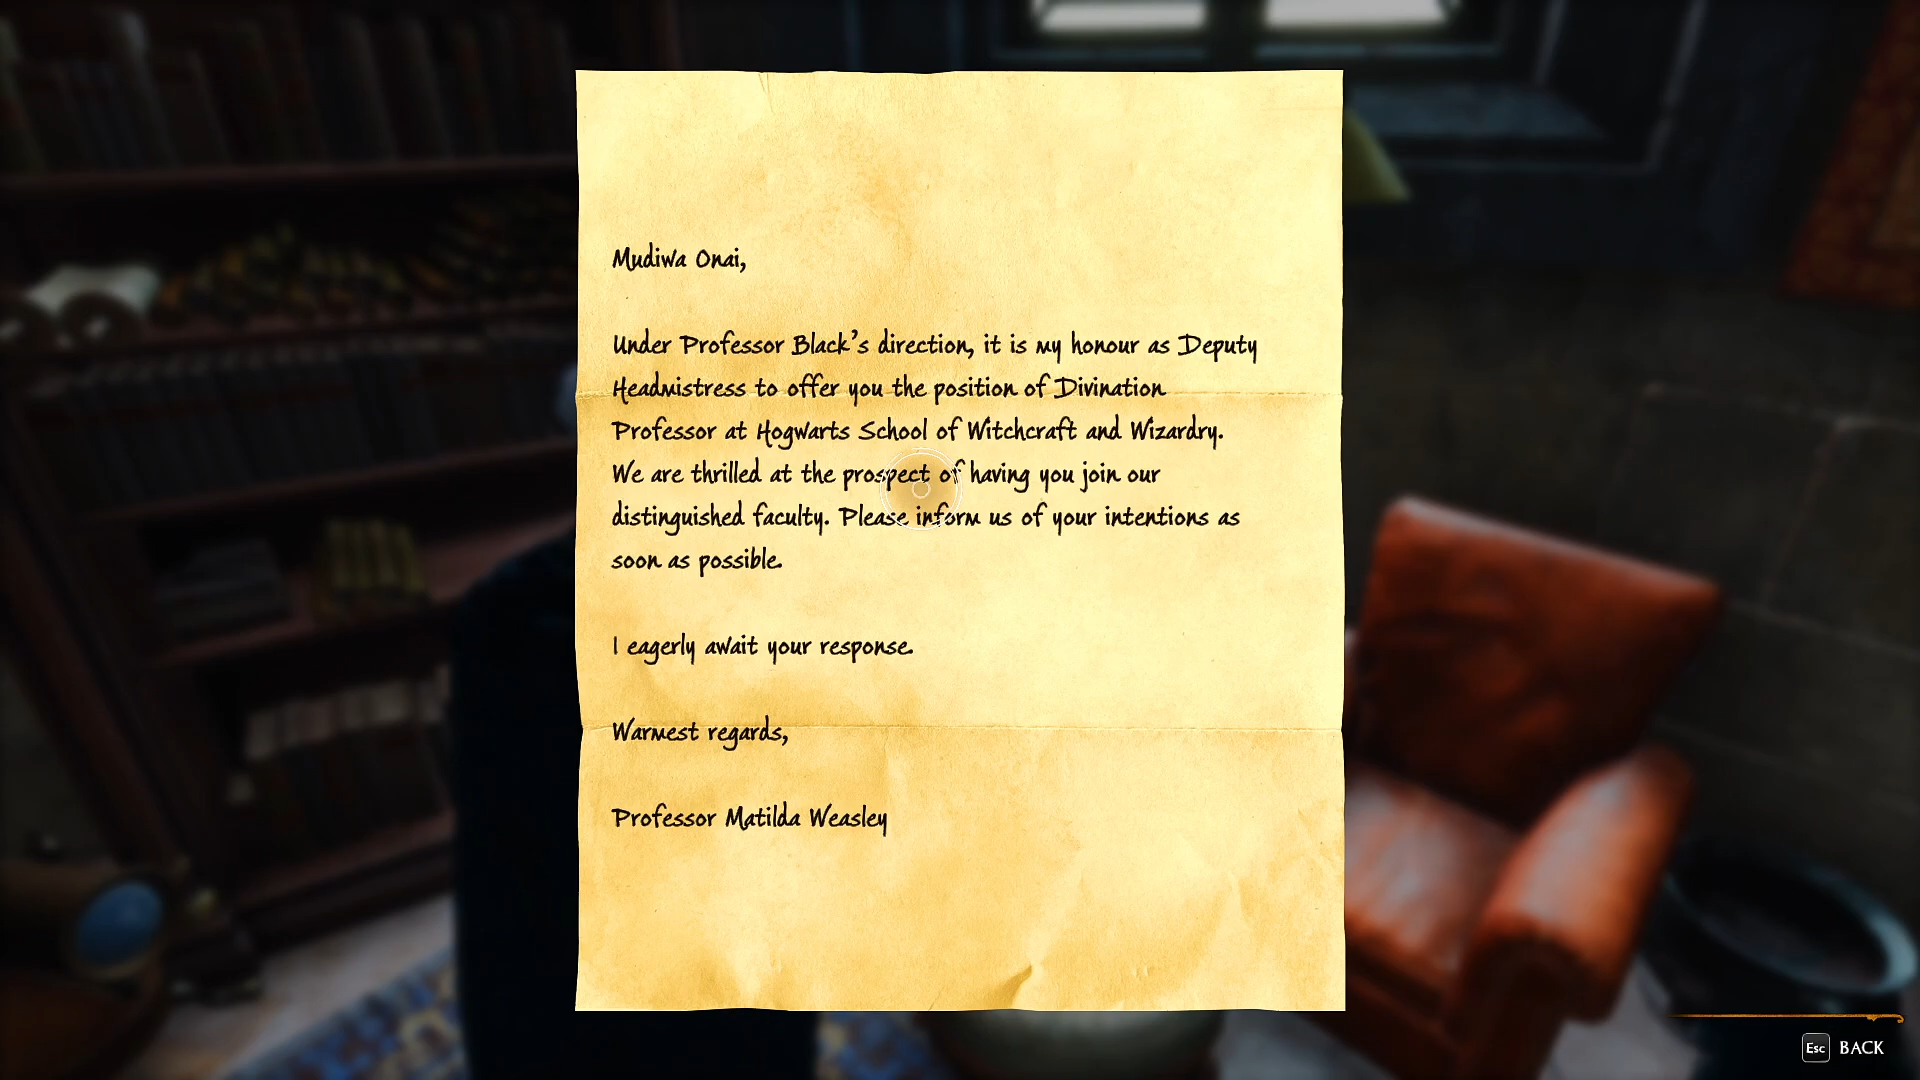 Mudiwa Onai,
Under Professor Black's direction, it is my honour as Deputy
Headmistress to offer you the position of Divination
Professor at Hogwarts School of Witchcraft and Wizardry.
We are thrilled at the prospect of having you join our
distinguished faculty. Please inform us of your intentions as
soon as possible.
I eagerly await your response.
Warmest regards,
Professor Matilda Weasley
Esc BACK